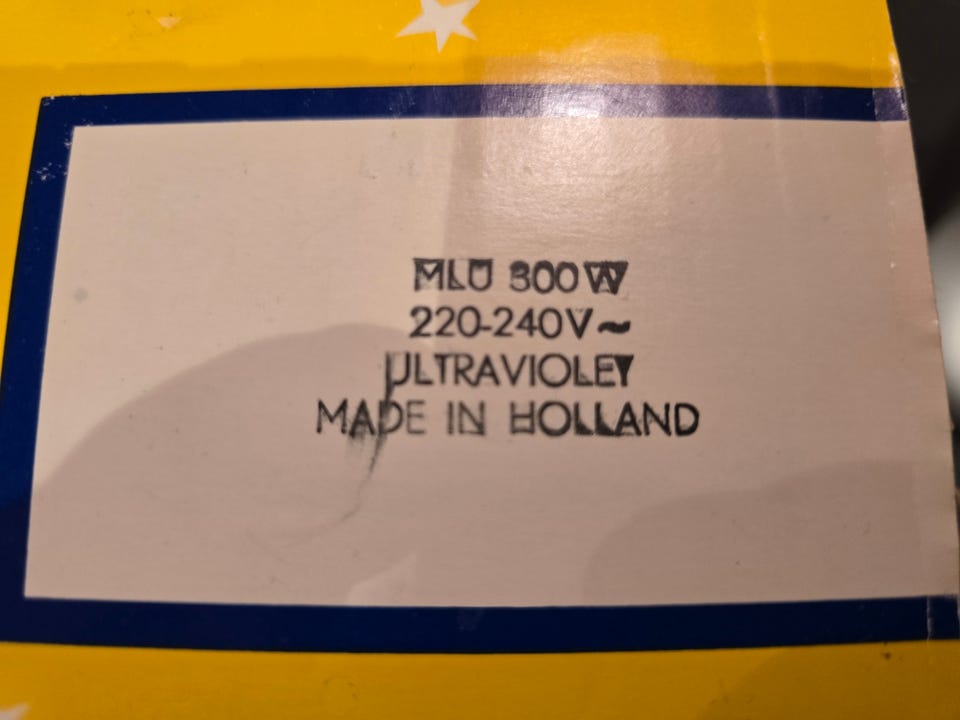 MLU 300W
220-240V~
ULTRAVIOLET
MADE IN HOLLAND